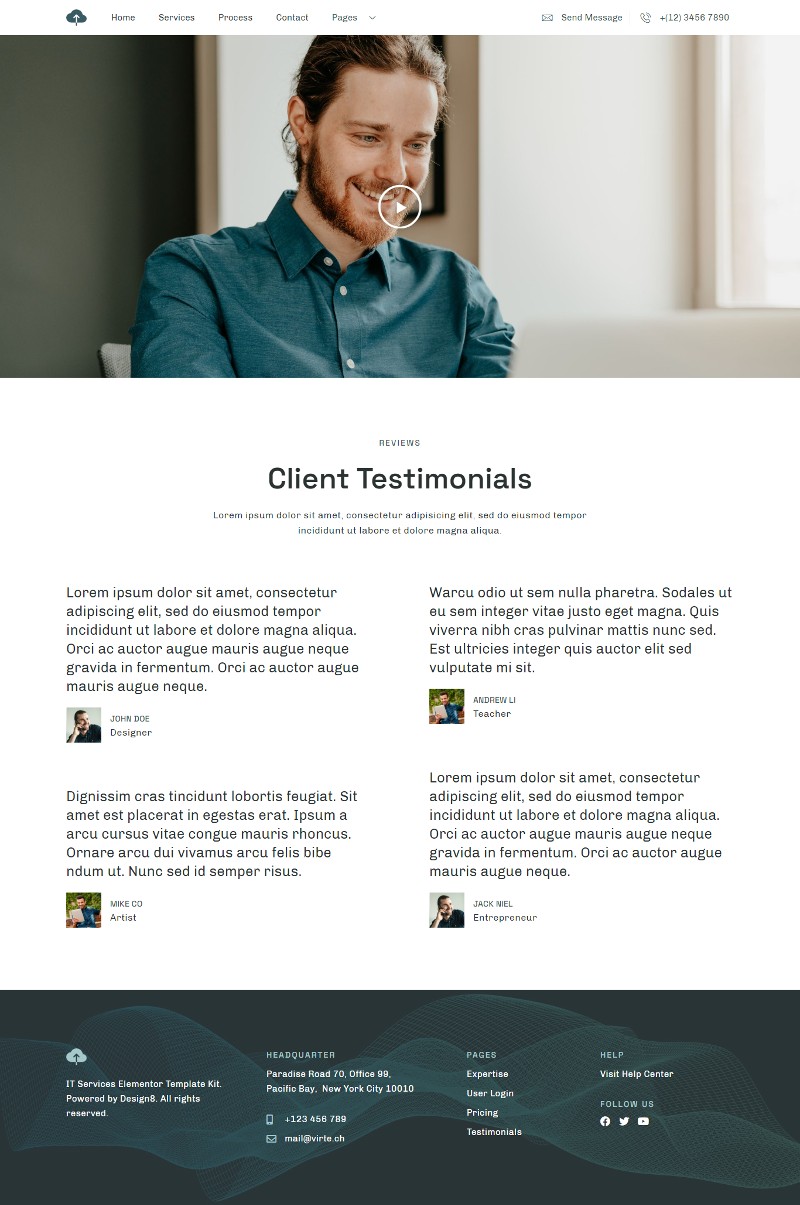 Home Services Process Contact Pages Send Message +(12) 3456 7890
REVIEWS
Client Testimonials
Lorem ipsum dolor sit amet, consectetur adipisicing elit, sed do eiusmod tempor
incididunt ut labore et dolore magna aliqua.
Lorem ipsum dolor sit amet, consectetur
adipiscing elit, sed do eiusmod tempor
incididunt ut labore et dolore magna aliqua.
Orci ac auctor augue mauris augue neque
gravida in fermentum. Orci ac auctor augue
mauris augue neque.
JOHN DOE
Designer
Warcu odio ut sem nulla pharetra. Sodales ut
eu sem integer vitae justo eget magna. Quis
viverra nibh cras pulvinar mattis nunc sed.
Est ultricies integer quis auctor elit sed
vulputate mi sit.
ANDREW LI
Teacher
Dignissim cras tincidunt lobortis feugiat. Sit
amet est placerat in egestas erat. Ipsum a
arcu cursus vitae congue mauris rhoncus.
Ornare arcu dui vivamus arcu felis bibe
ndum ut. Nunc sed id semper risus.
MIKE CO
Artist
Lorem ipsum dolor sit amet, consectetur
adipiscing elit, sed do eiusmod tempor
incididunt ut labore et dolore magna aliqua.
Orci ac auctor augue mauris augue neque
gravida in fermentum. Orci ac auctor augue
mauris augue neque.
JACK NIEL
Entrepreneur
IT Services Elementor Template Kit.
Powered by Design8. All rights
reserved.
HEADQUARTER
Paradise Road 70, Office 99,
Pacific Bay, New York City 10010
+123 456 789
mail@virte.ch
PAGES
Expertise
User Login
Pricing
Testimonials
HELP
Visit Help Center
FOLLOW US